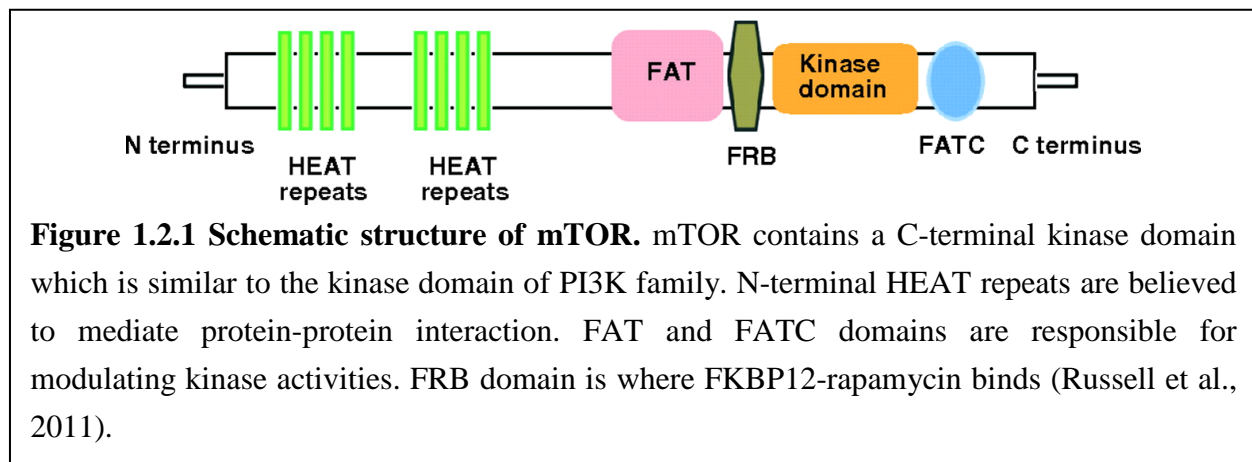 FAT
Kinase
domain
N terminus
HEAT
repeats
HEAT
repeats
FRB
FATC
C terminus
Figure 1.2.1 Schematic structure of mTOR. mTOR contains a C-terminal kinase domain
which is similar to the kinase domain of PI3K family. N-terminal HEAT repeats are believed
to mediate protein-protein interaction. FAT and FATC domains are responsible for
modulating kinase activities. FRB domain is where FKBP12-rapamycin binds (Russell et al.,
2011).